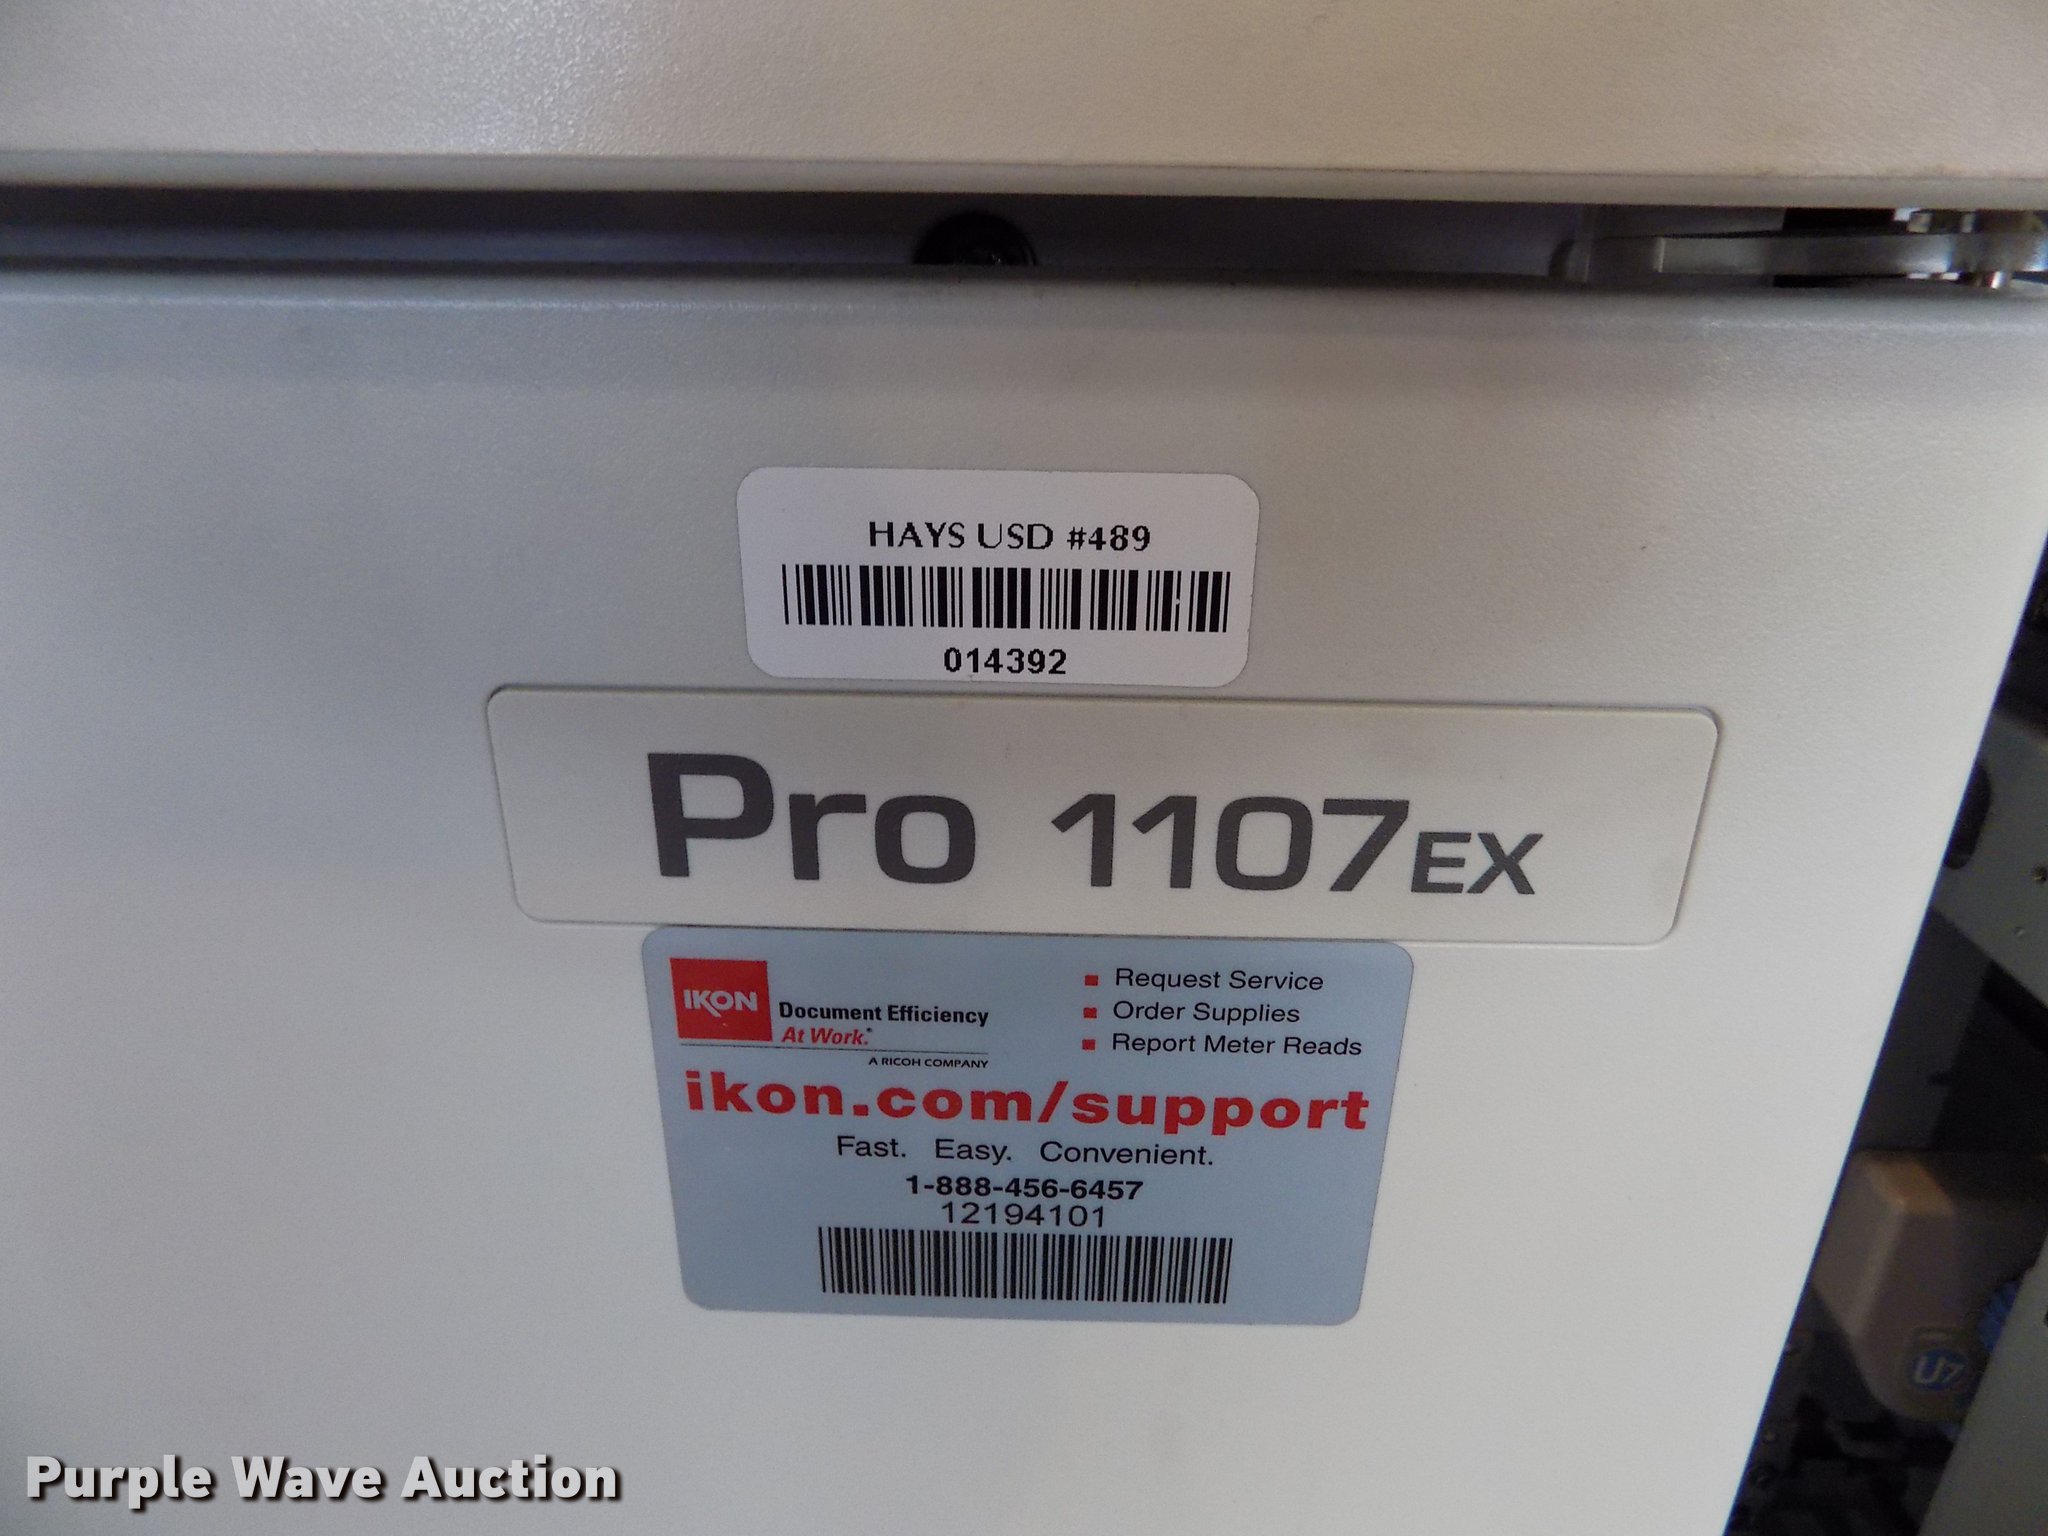 HAYS USD #489
014392
Pro 1107EX
IKON
Document Efficiency
At Work.
A RICOH COMPANY
Request Service
Order Supplies
Report Meter Reads
ikon.com/support
Fast. Easy. Convenient.
1-888-456-6457
12194101
U7
Purple Wave Auction